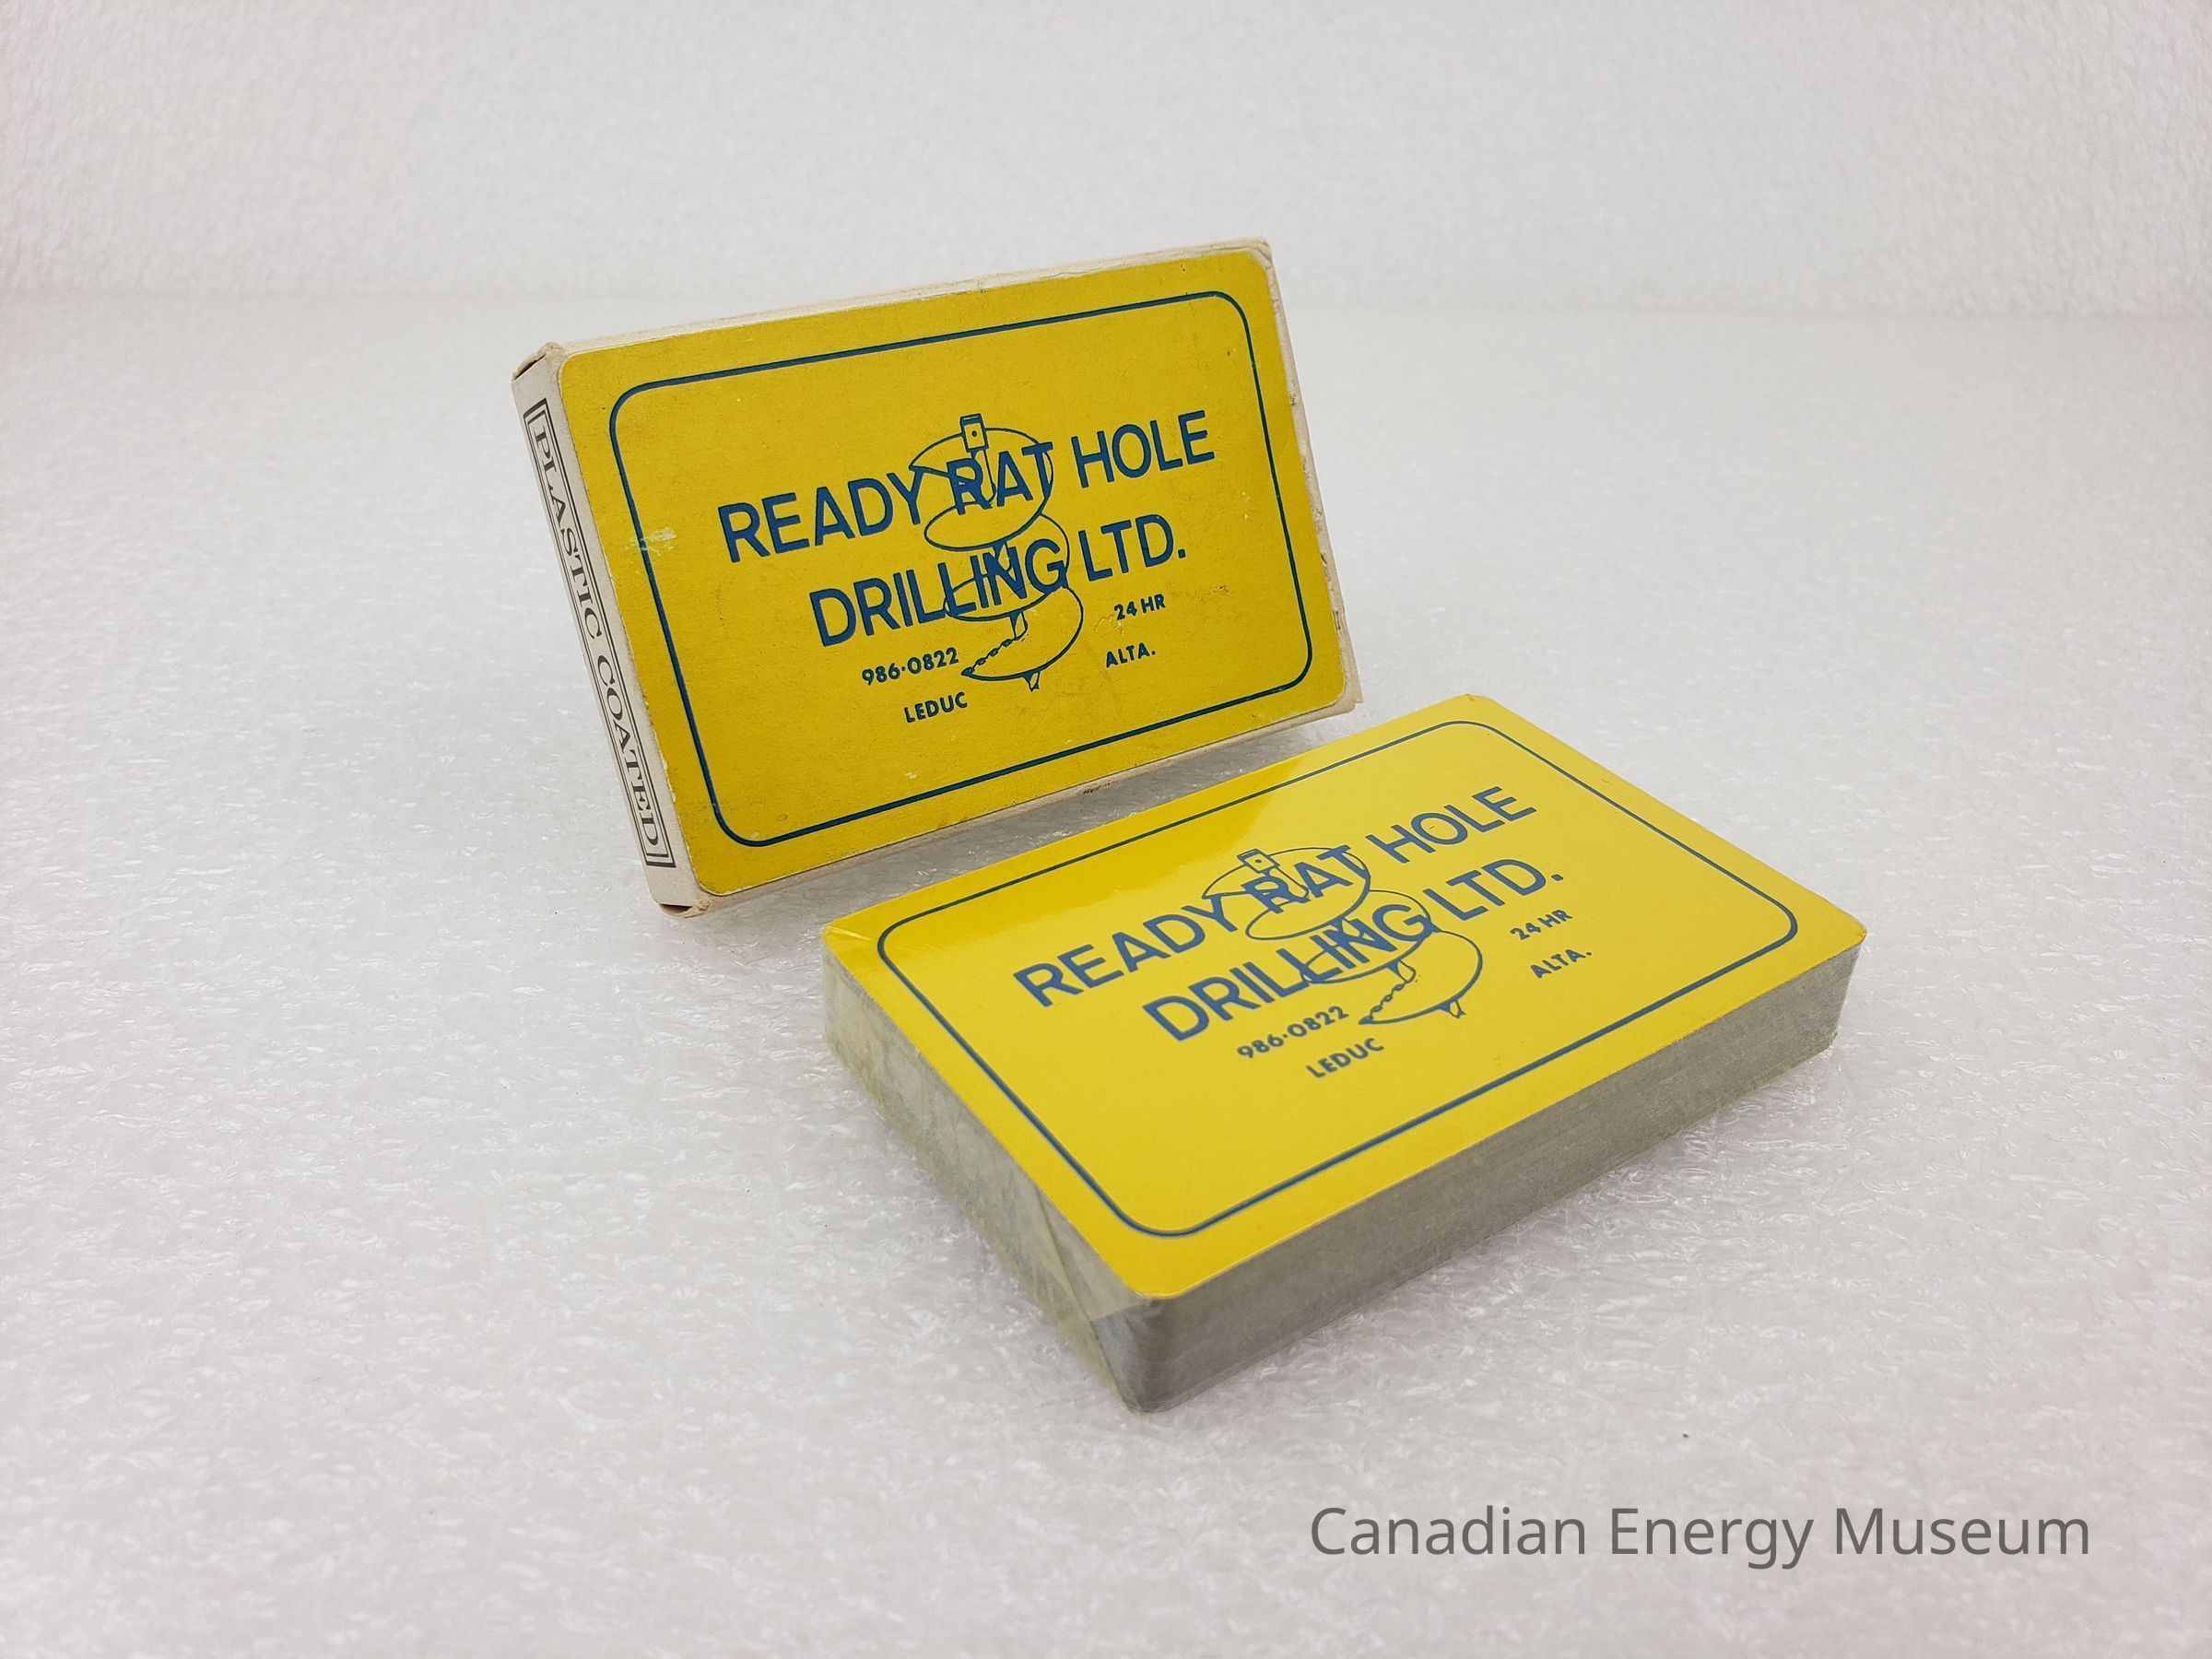 PLASTIC COATED
READY RAT HOLE
DRILLING LTD.
986·0822 24 HR
LEDUC ALTA.
READY RAT HOLE
DRILLING LTD.
986·0822 24 HR
LEDUC ALTA.
Canadian Energy Museum